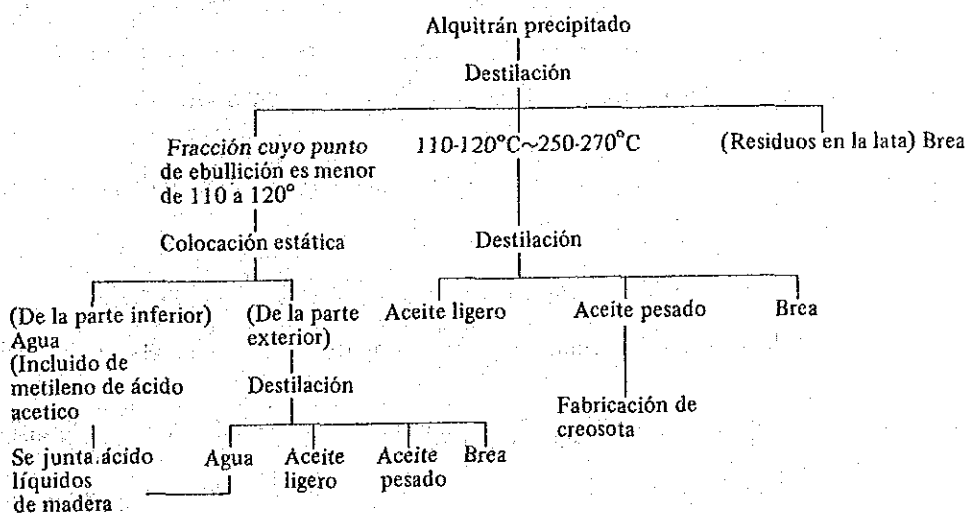 Alquitrán precipitado
Destilación
Fracción cuyo punto
de ebullición es menor
de 110 a 120°
110-120°C~250-270°C
(Residuos en la lata) Brea
Colocación estática
Destilación
(De la parte inferior)
Agua
(Incluido de
metileno de ácido
acetico
(De la parte
exterior)
Aceite ligero
Aceite pesado
Brea
Destilación
Fabricación de
creosota
Se junta ácido
líquidos
de madera
Agua
Aceite
ligero
Aceite
pesado
Brea